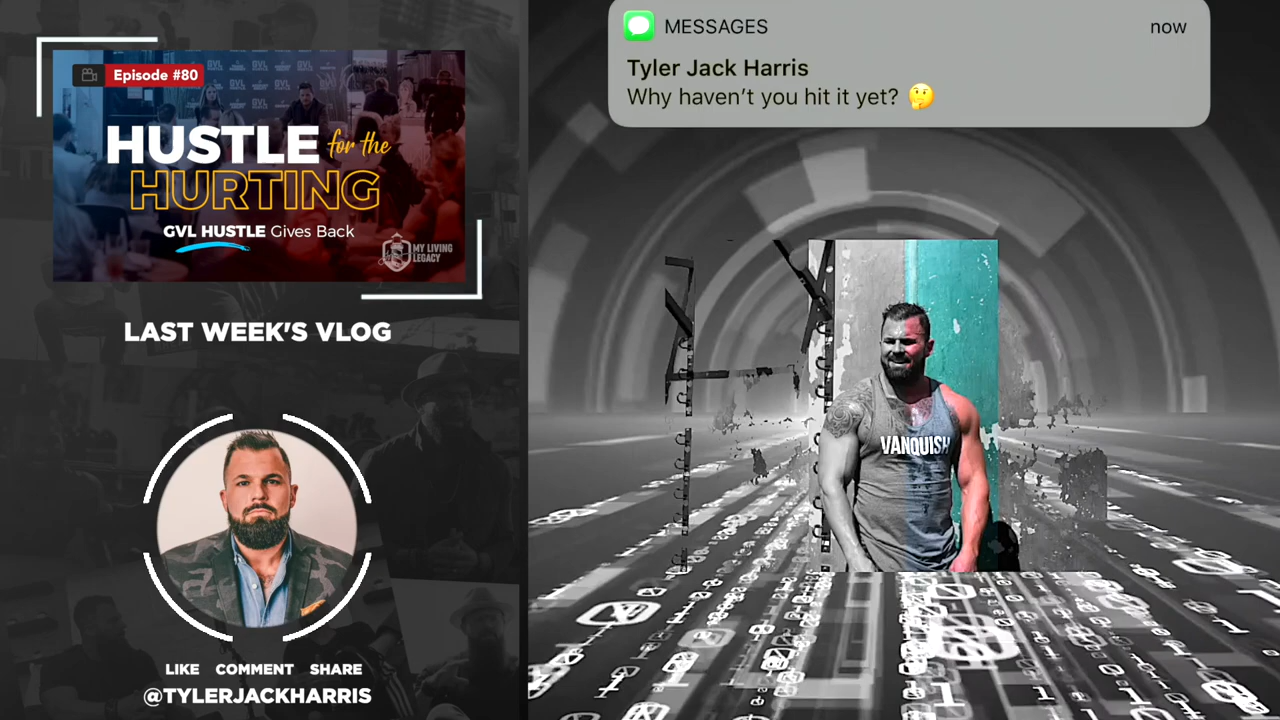 Episode #80
HUSTLE for the
HURTING
GVL HUSTLE Gives Back
MY LIVING
LEGACY
LAST WEEK'S VLOG
LIKE COMMENT SHARE
@TYLERJACKHARRIS
MESSAGES now
Tyler Jack Harris
Why haven’t you hit it yet? 🤔
VANQUISH